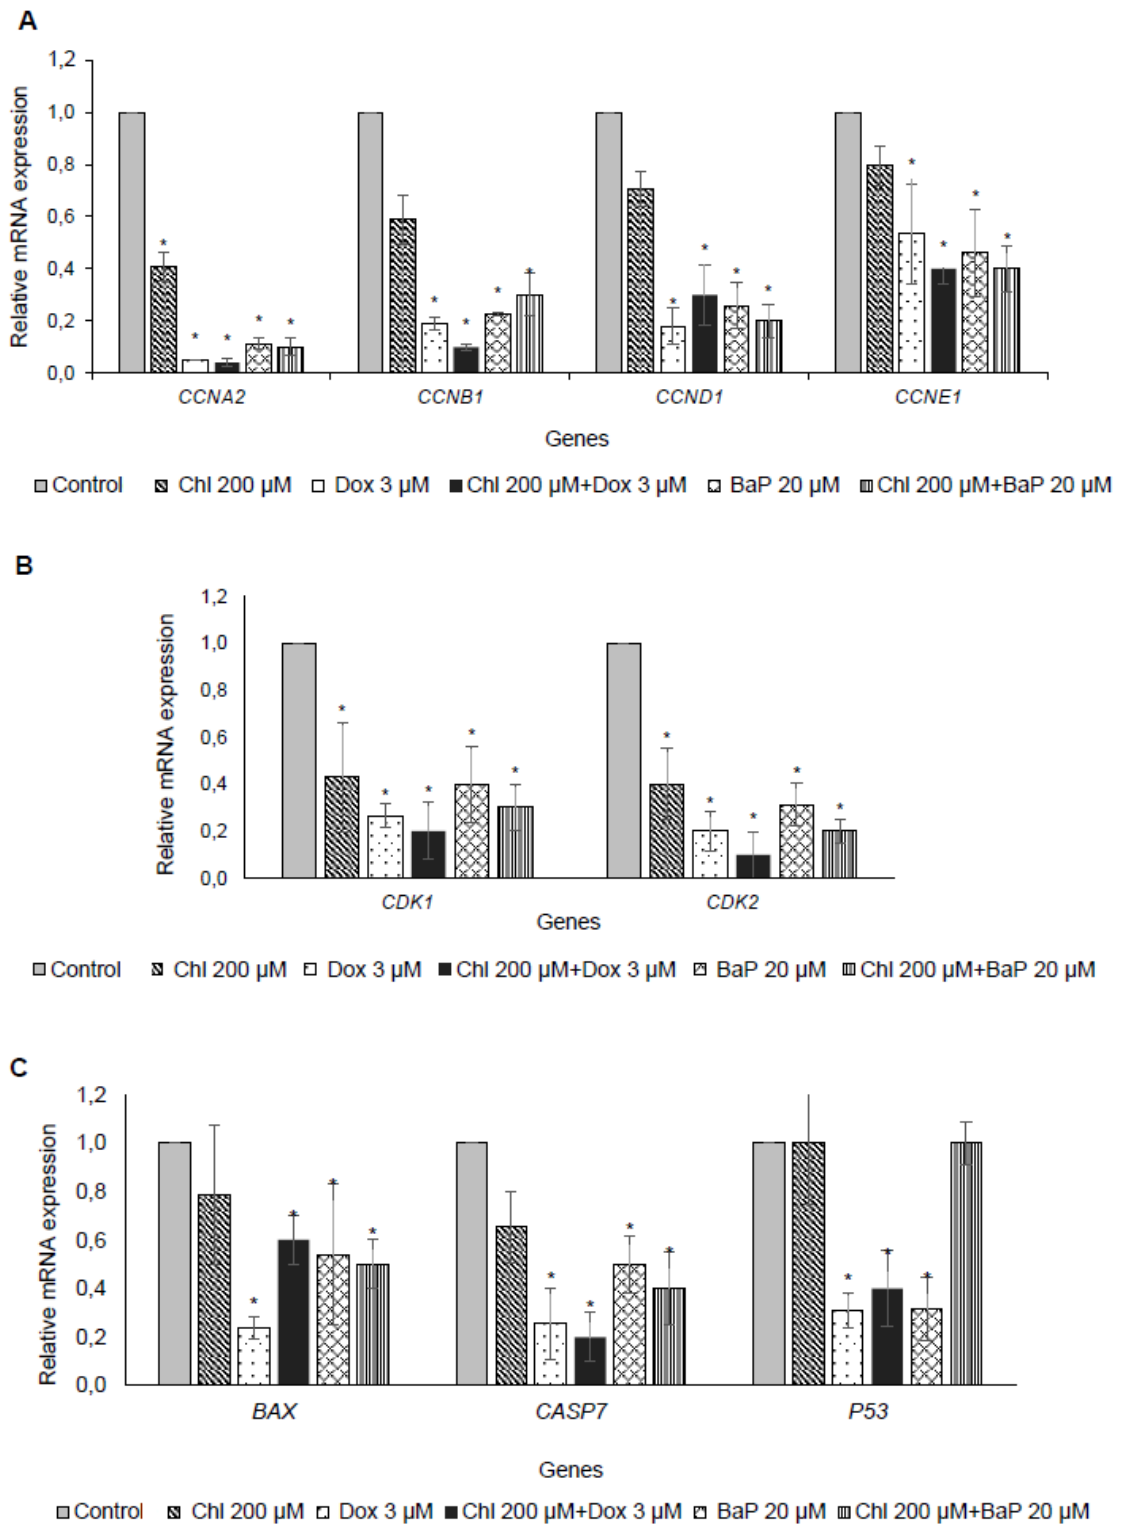 A
Relative mRNA expression
1,2
1,0
0,8
0,6
0,4
0,2
0,0
* * * * *
* * * *
* * * *
* * * *
CCNA2 CCNB1 CCND1 CCNE1
Genes
Control Chl 200 µM Dox 3 µM Chl 200 µM+Dox 3 µM BaP 20 µM Chl 200 µM+BaP 20 µM
B
Relative mRNA expression
1,2
1,0
0,8
0,6
0,4
0,2
0,0
* * * * *
* * * * *
CDK1 CDK2
Genes
Control Chl 200 µM Dox 3 µM Chl 200 µM+Dox 3 µM BaP 20 µM Chl 200 µM+BaP 20 µM
C
Relative mRNA expression
1,2
1,0
0,8
0,6
0,4
0,2
0,0
* * * *
* * * *
* * *
BAX CASP7 P53
Genes
Control Chl 200 µM Dox 3 µM Chl 200 µM+Dox 3 µM BaP 20 µM Chl 200 µM+BaP 20 µM